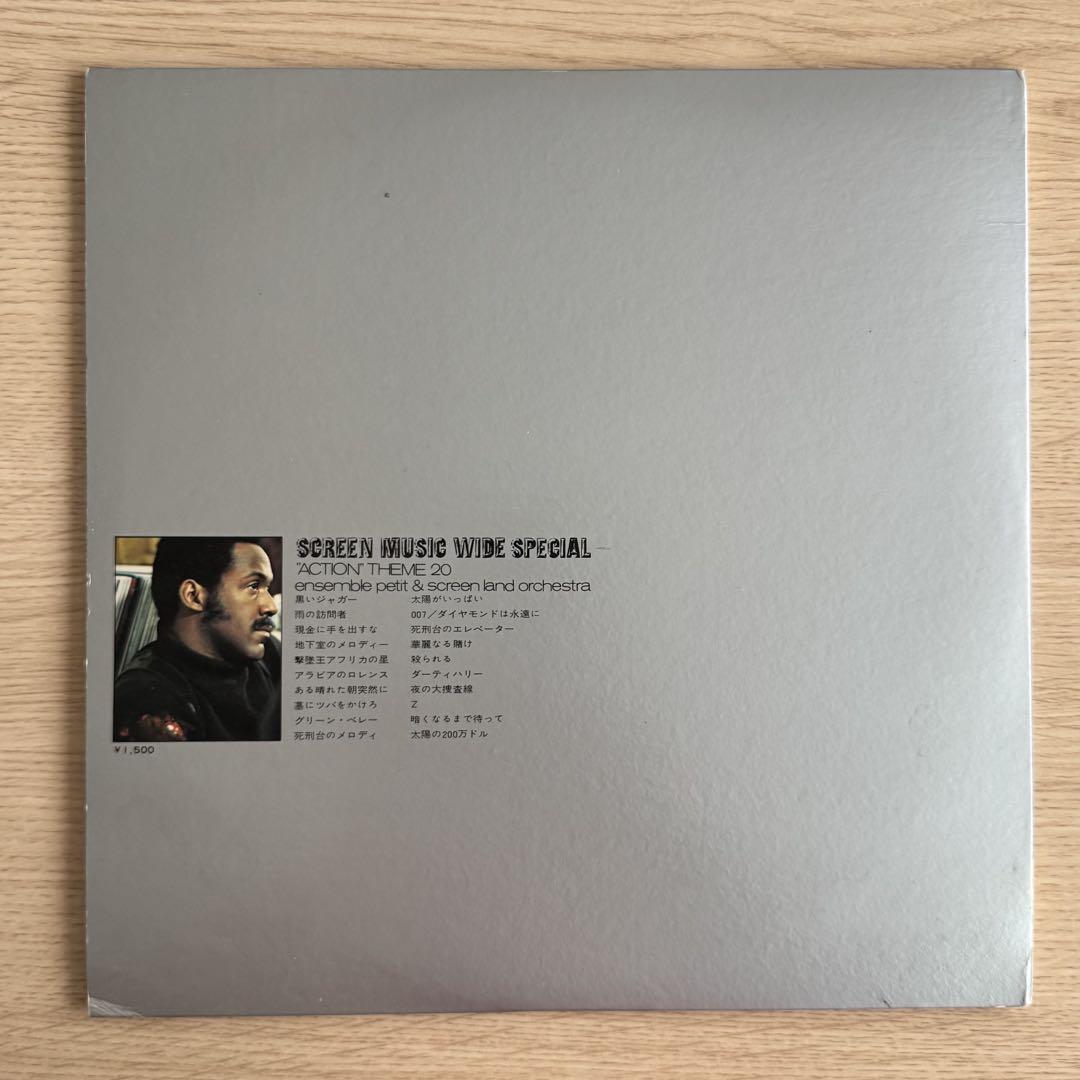 SCREEN MUSIC WIDE SPECIAL
"ACTION" THEME 20
ensemble petit & screen land orchestra
黒いジャガー
雨の訪問者
現金に手を出すな
地下室のメロディー
撃墜王アフリカの星
アラビアのロレンス
ある晴れた朝突然に
墓にツバをかけろ
グリーン・ベレー
死刑台のメロディ
太陽がいっぱい
007／ダイヤモンドは永遠に
死刑台のエレベーター
華麗なる賭け
殺られる
ダーティハリー
夜の大捜査線
Z
暗くなるまで待って
太陽の200万ドル
¥1,500